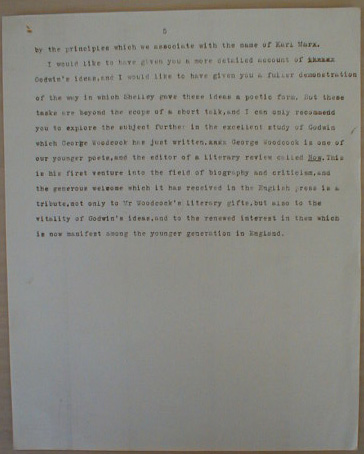 5
by the principles which we associate with the name of Karl Marx.
I would like to have given you a more detailed account of
Godwin's ideas,and I would like to have given you a fuller demonstration
of the way in which Shelley gave these ideas a poetic form. But these
tasks are beyond the scope of a short talk,and I can only recommend
you to explore the subject further in the excellent study of Godwin
which George Woodcock has just written. George Woodcock is one of
our younger poets,and the editor of a literary review called Now.This
is his first venture into the field of biography and criticism,and
the generous welcome which it has received in the English press is a
tribute,not only to Mr Woodcock's literary gifts,but also to the
vitality of Godwin's ideas,and to the renewed interest in them which
is now manifest among the younger generation in England.